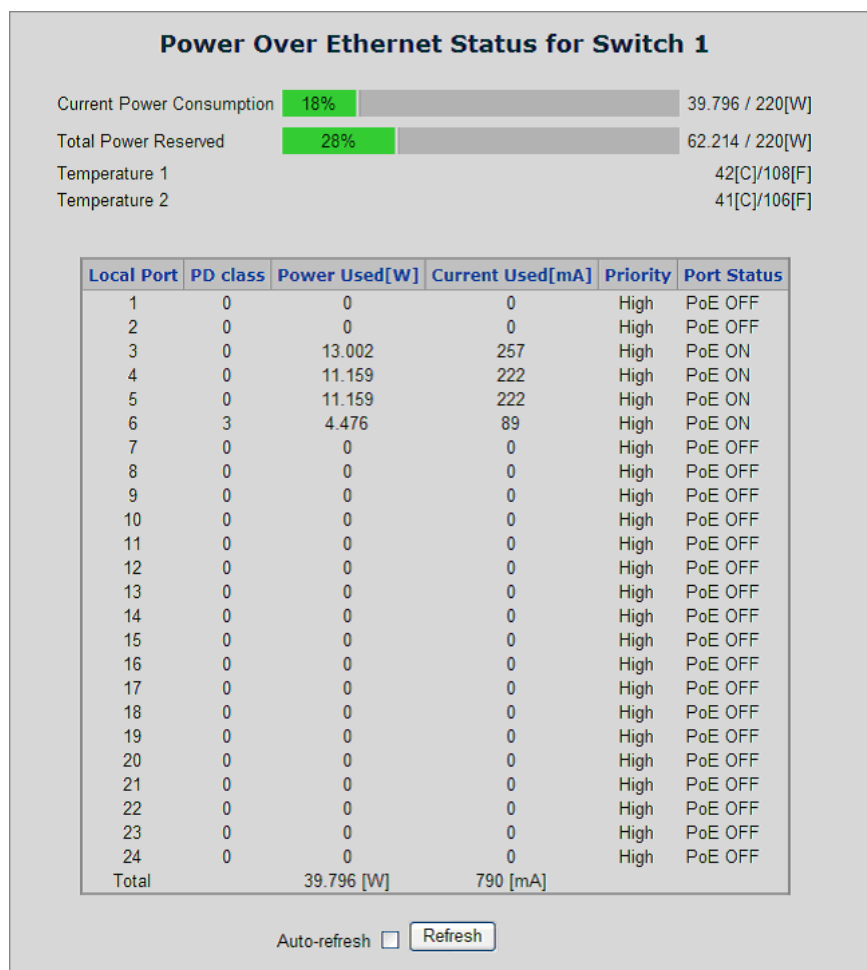 Power Over Ethernet Status for Switch 1
Current Power Consumption 18% 39.796 / 220[W]
Total Power Reserved 28% 62.214 / 220[W]
Temperature 1 42[C]/108[F]
Temperature 2 41[C]/106[F]
Local Port PD class Power Used[W] Current Used[mA] Priority Port Status
1 0 0 0 High PoE OFF
2 0 0 0 High PoE OFF
3 0 13.002 257 High PoE ON
4 0 11.159 222 High PoE ON
5 0 11.159 222 High PoE ON
6 3 4.476 89 High PoE ON
7 0 0 0 High PoE OFF
8 0 0 0 High PoE OFF
9 0 0 0 High PoE OFF
10 0 0 0 High PoE OFF
11 0 0 0 High PoE OFF
12 0 0 0 High PoE OFF
13 0 0 0 High PoE OFF
14 0 0 0 High PoE OFF
15 0 0 0 High PoE OFF
16 0 0 0 High PoE OFF
17 0 0 0 High PoE OFF
18 0 0 0 High PoE OFF
19 0 0 0 High PoE OFF
20 0 0 0 High PoE OFF
21 0 0 0 High PoE OFF
22 0 0 0 High PoE OFF
23 0 0 0 High PoE OFF
24 0 0 0 High PoE OFF
Total 39.796 [W] 790 [mA]
Auto-refresh Refresh